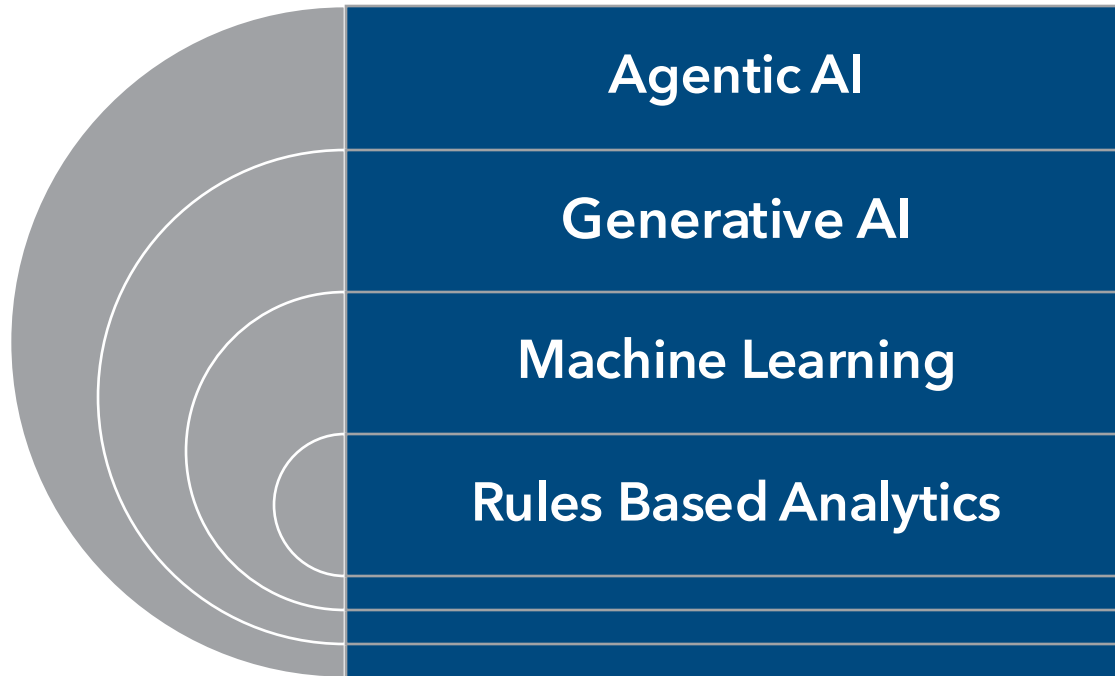 Agentic AI
Generative AI
Machine Learning
Rules Based Analytics